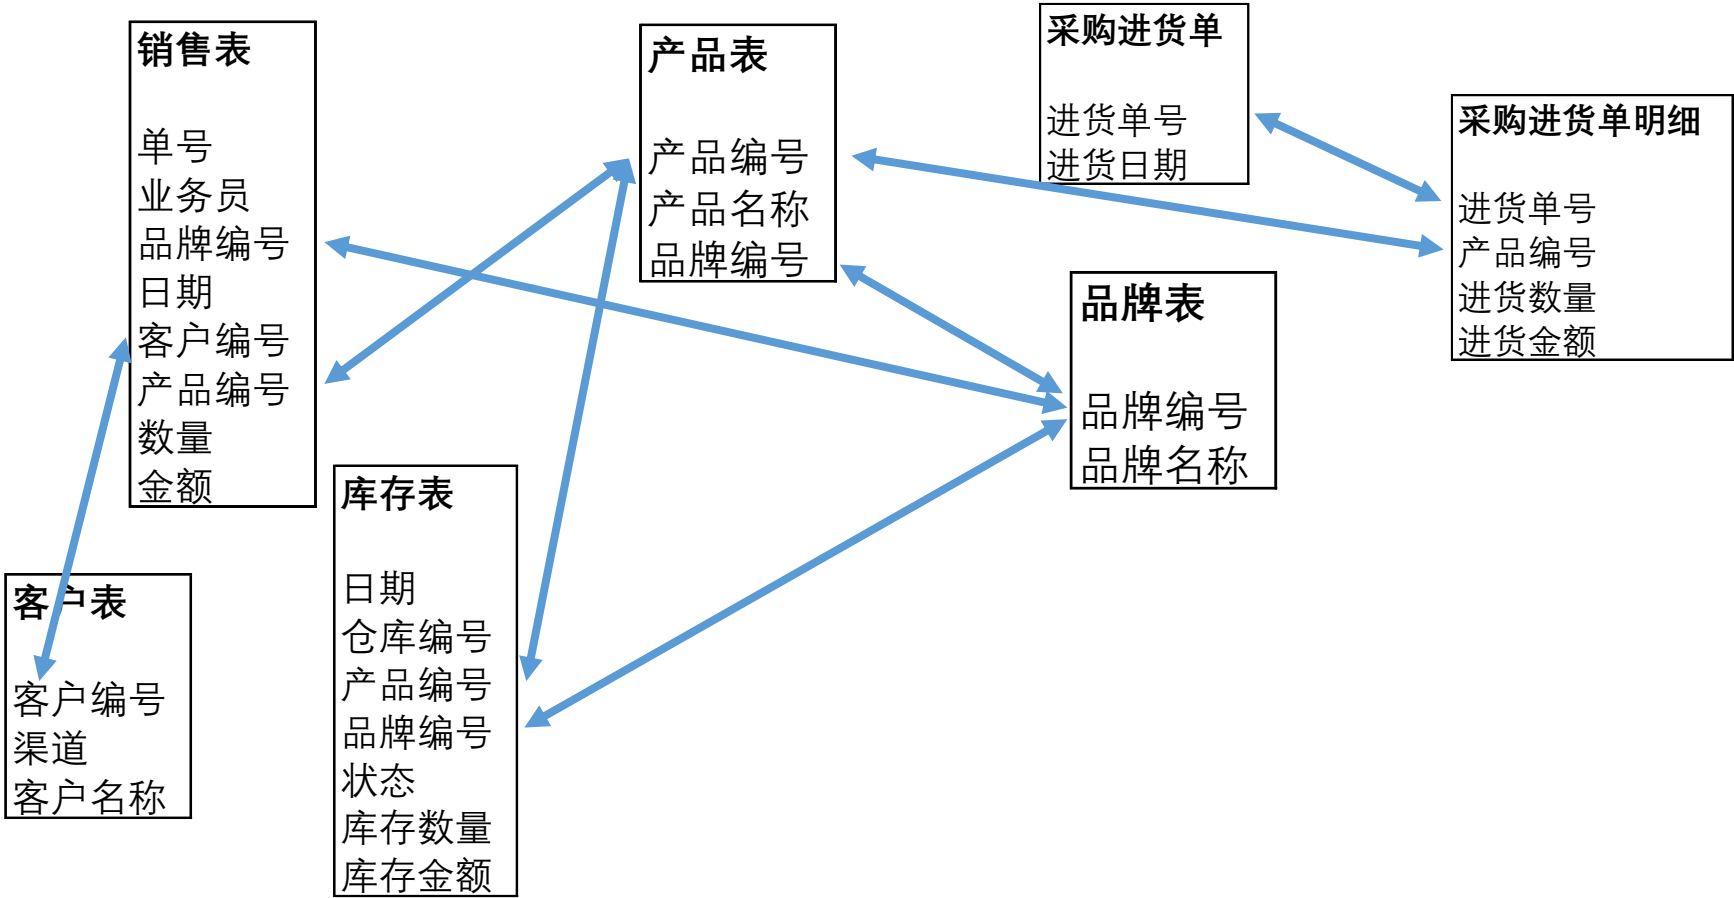 销售表
单号
业务员
品牌编号
日期
客户编号
产品编号
数量
金额
产品表
产品编号
产品名称
品牌编号
采购进货单
进货单号
进货日期
采购进货单明细
进货单号
产品编号
进货数量
进货金额
品牌表
品牌编号
品牌名称
库存表
日期
仓库编号
产品编号
品牌编号
状态
库存数量
库存金额
客户表
客户编号
渠道
客户名称